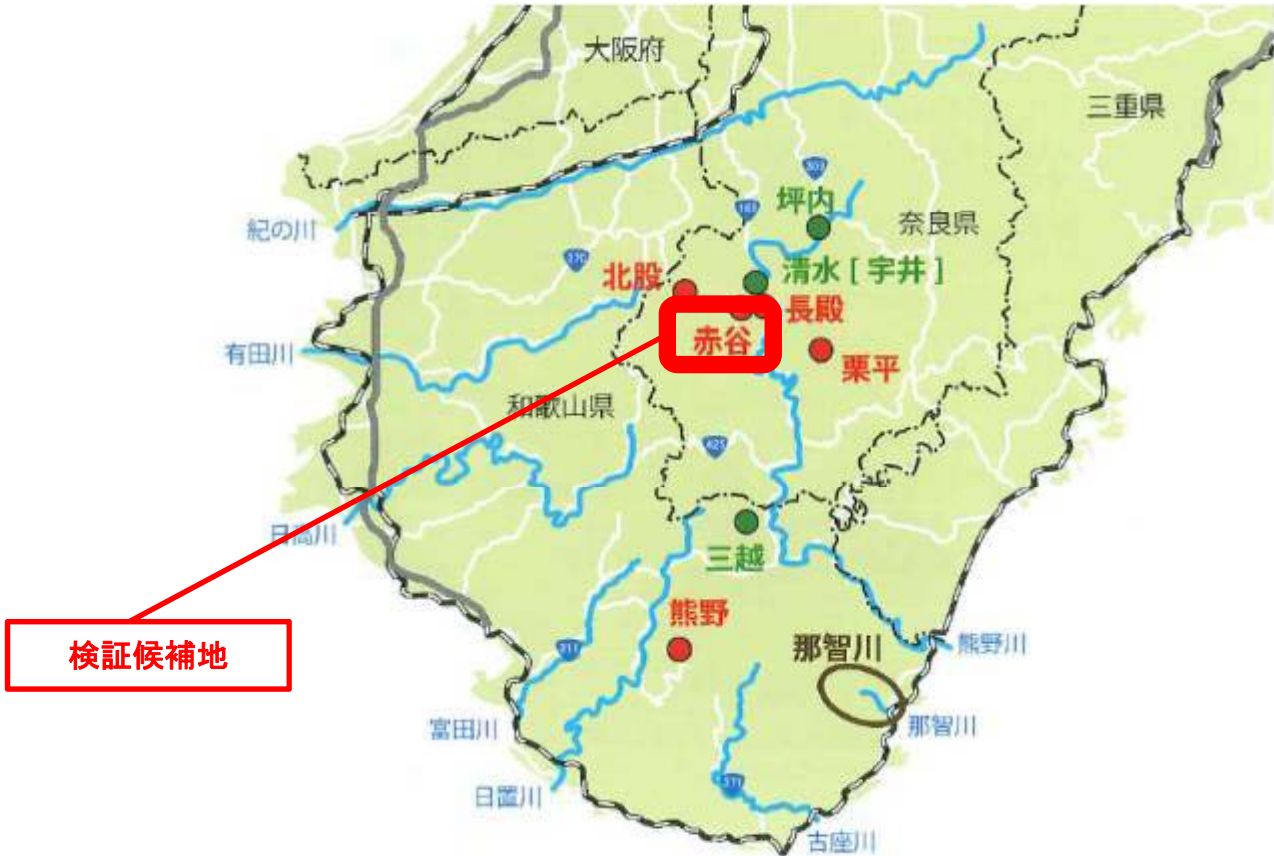 大阪府
三重県
坪内
奈良県
紀の川
清水 [ 宇井 ]
北股
長殿
赤谷
有田川
栗平
和歌山県
425
日高川
三越
熊野
検証候補地
那智川
熊野川
富田川
那智川
日置川
古座川